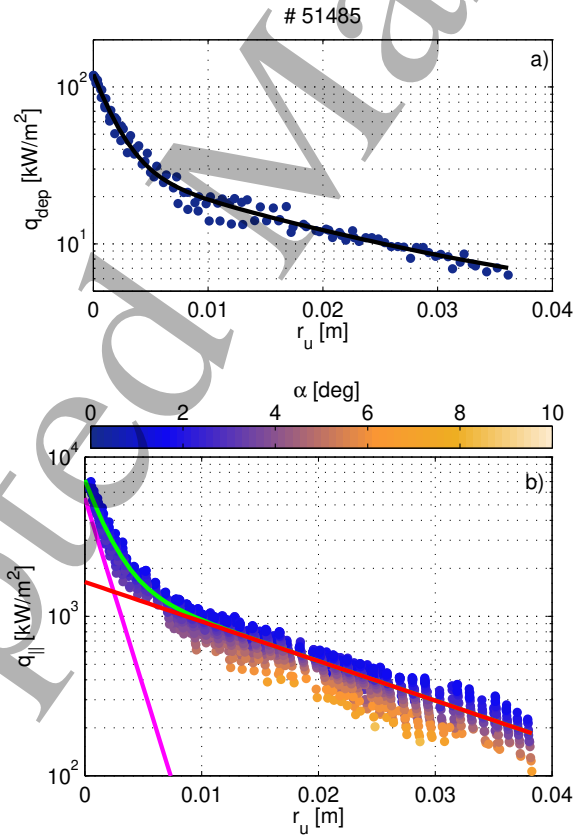 # 51485
a)
10²
10¹
q_dep [kW/m²]
0 0.01 0.02 0.03 0.04
r_u [m]
α [deg]
0 2 4 6 8 10
b)
10⁴
10³
10²
q_|| [kW/m²]
0 0.01 0.02 0.03 0.04
r_u [m]
pted Ma